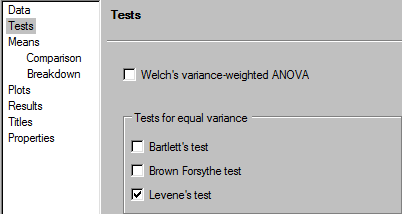 Data
Tests
Means
Comparison
Breakdown
Plots
Results
Titles
Properties
Tests
Welch's variance-weighted ANOVA
Tests for equal variance
Bartlett's test
Brown Forsythe test
Levene's test